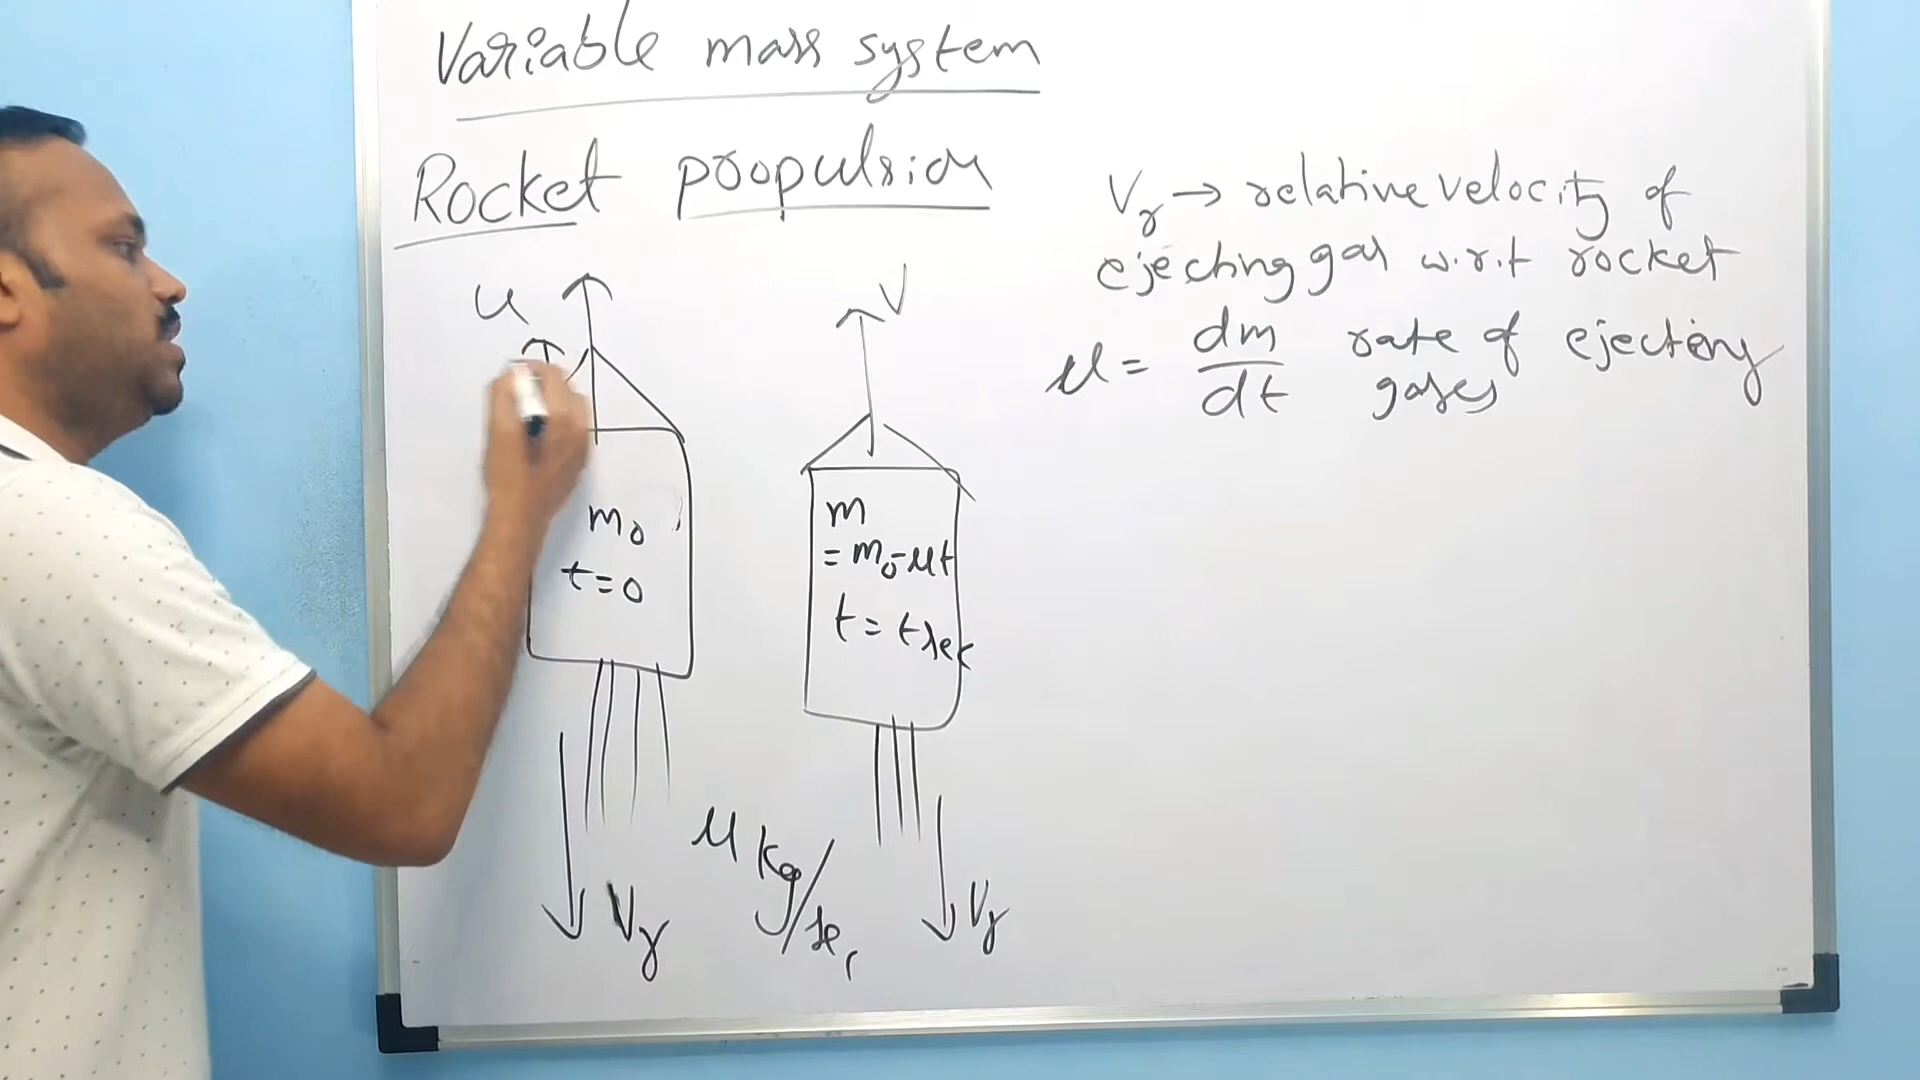 Variable mass system
Rocket propulsion
u
m₀
t=0
Vr
μ kg/sec
V
m
=m₀-μt
t= t sec
Vr
Vr → relative velocity of
ejecting gas w.r.t rocket
μ = dm/dt rate of ejecting
gases